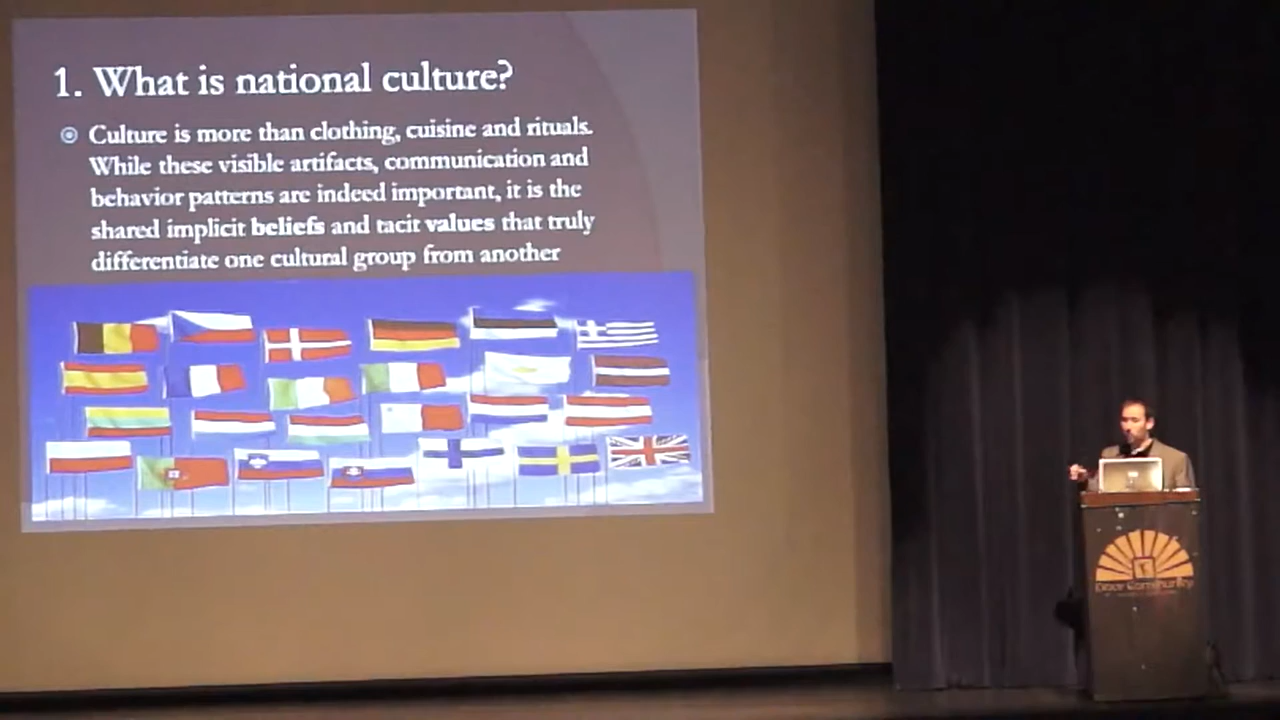 1. What is national culture?
Culture is more than clothing, cuisine and rituals.
While these visible artifacts, communication and
behavior patterns are indeed important, it is the
shared implicit beliefs and tacit values that truly
differentiate one cultural group from another
Door Community